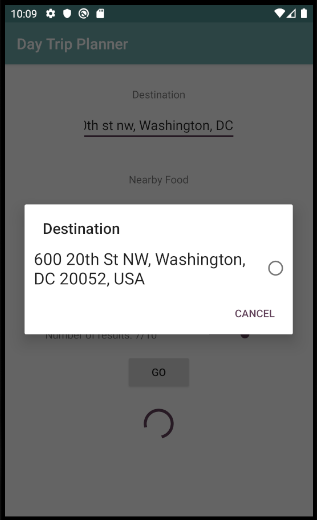 10:09
Day Trip Planner
Destination
th st nw, Washington, DC
Nearby Food
Destination
600 20th St NW, Washington,
DC 20052, USA
CANCEL
Number of results: 7/10
GO